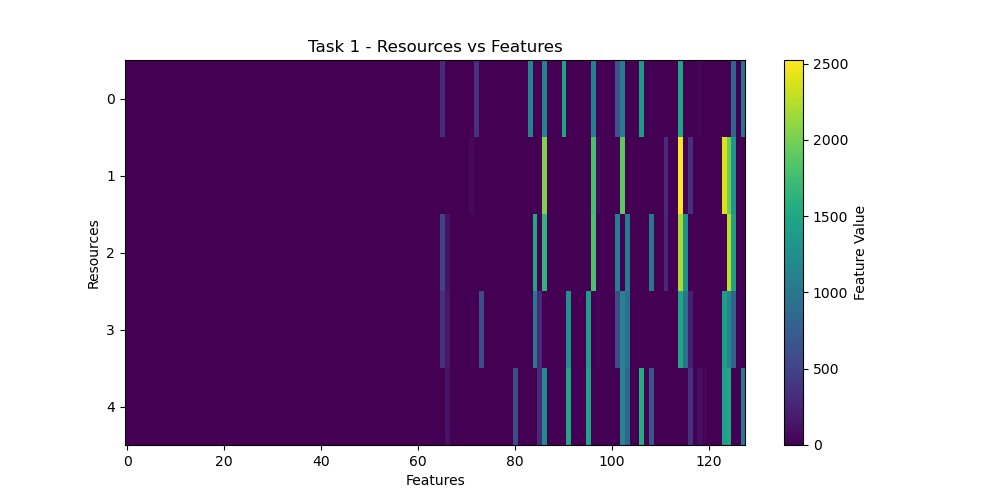 Task 1 - Resources vs Features
Resources
0
1
2
3
4
0 20 40 60 80 100 120
Features
2500
2000
1500
1000
500
0
Feature Value